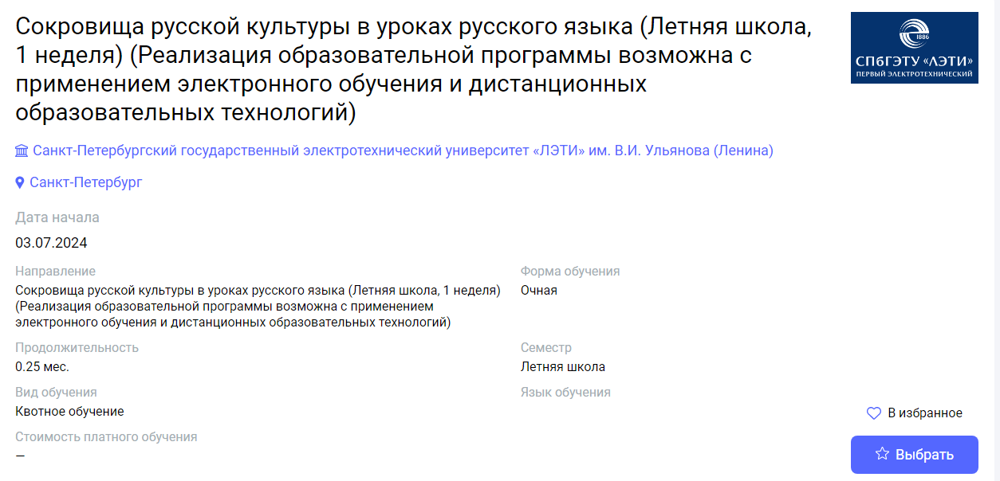 Сокровища русской культуры в уроках русского языка (Летняя школа,
1 неделя) (Реализация образовательной программы возможна с
применением электронного обучения и дистанционных
образовательных технологий)
1886
СПбГЭТУ «ЛЭТИ»
ПЕРВЫЙ ЭЛЕКТРОТЕХНИЧЕСКИЙ
Санкт-Петербургский государственный электротехнический университет «ЛЭТИ» им. В.И. Ульянова (Ленина)
Санкт-Петербург
Дата начала
03.07.2024
Направление
Сокровища русской культуры в уроках русского языка (Летняя школа, 1 неделя)
(Реализация образовательной программы возможна с применением
электронного обучения и дистанционных образовательных технологий)
Форма обучения
Очная
Продолжительность
0.25 мес.
Семестр
Летняя школа
Вид обучения
Квотное обучение
Язык обучения
Стоимость платного обучения
—
В избранное
Выбрать